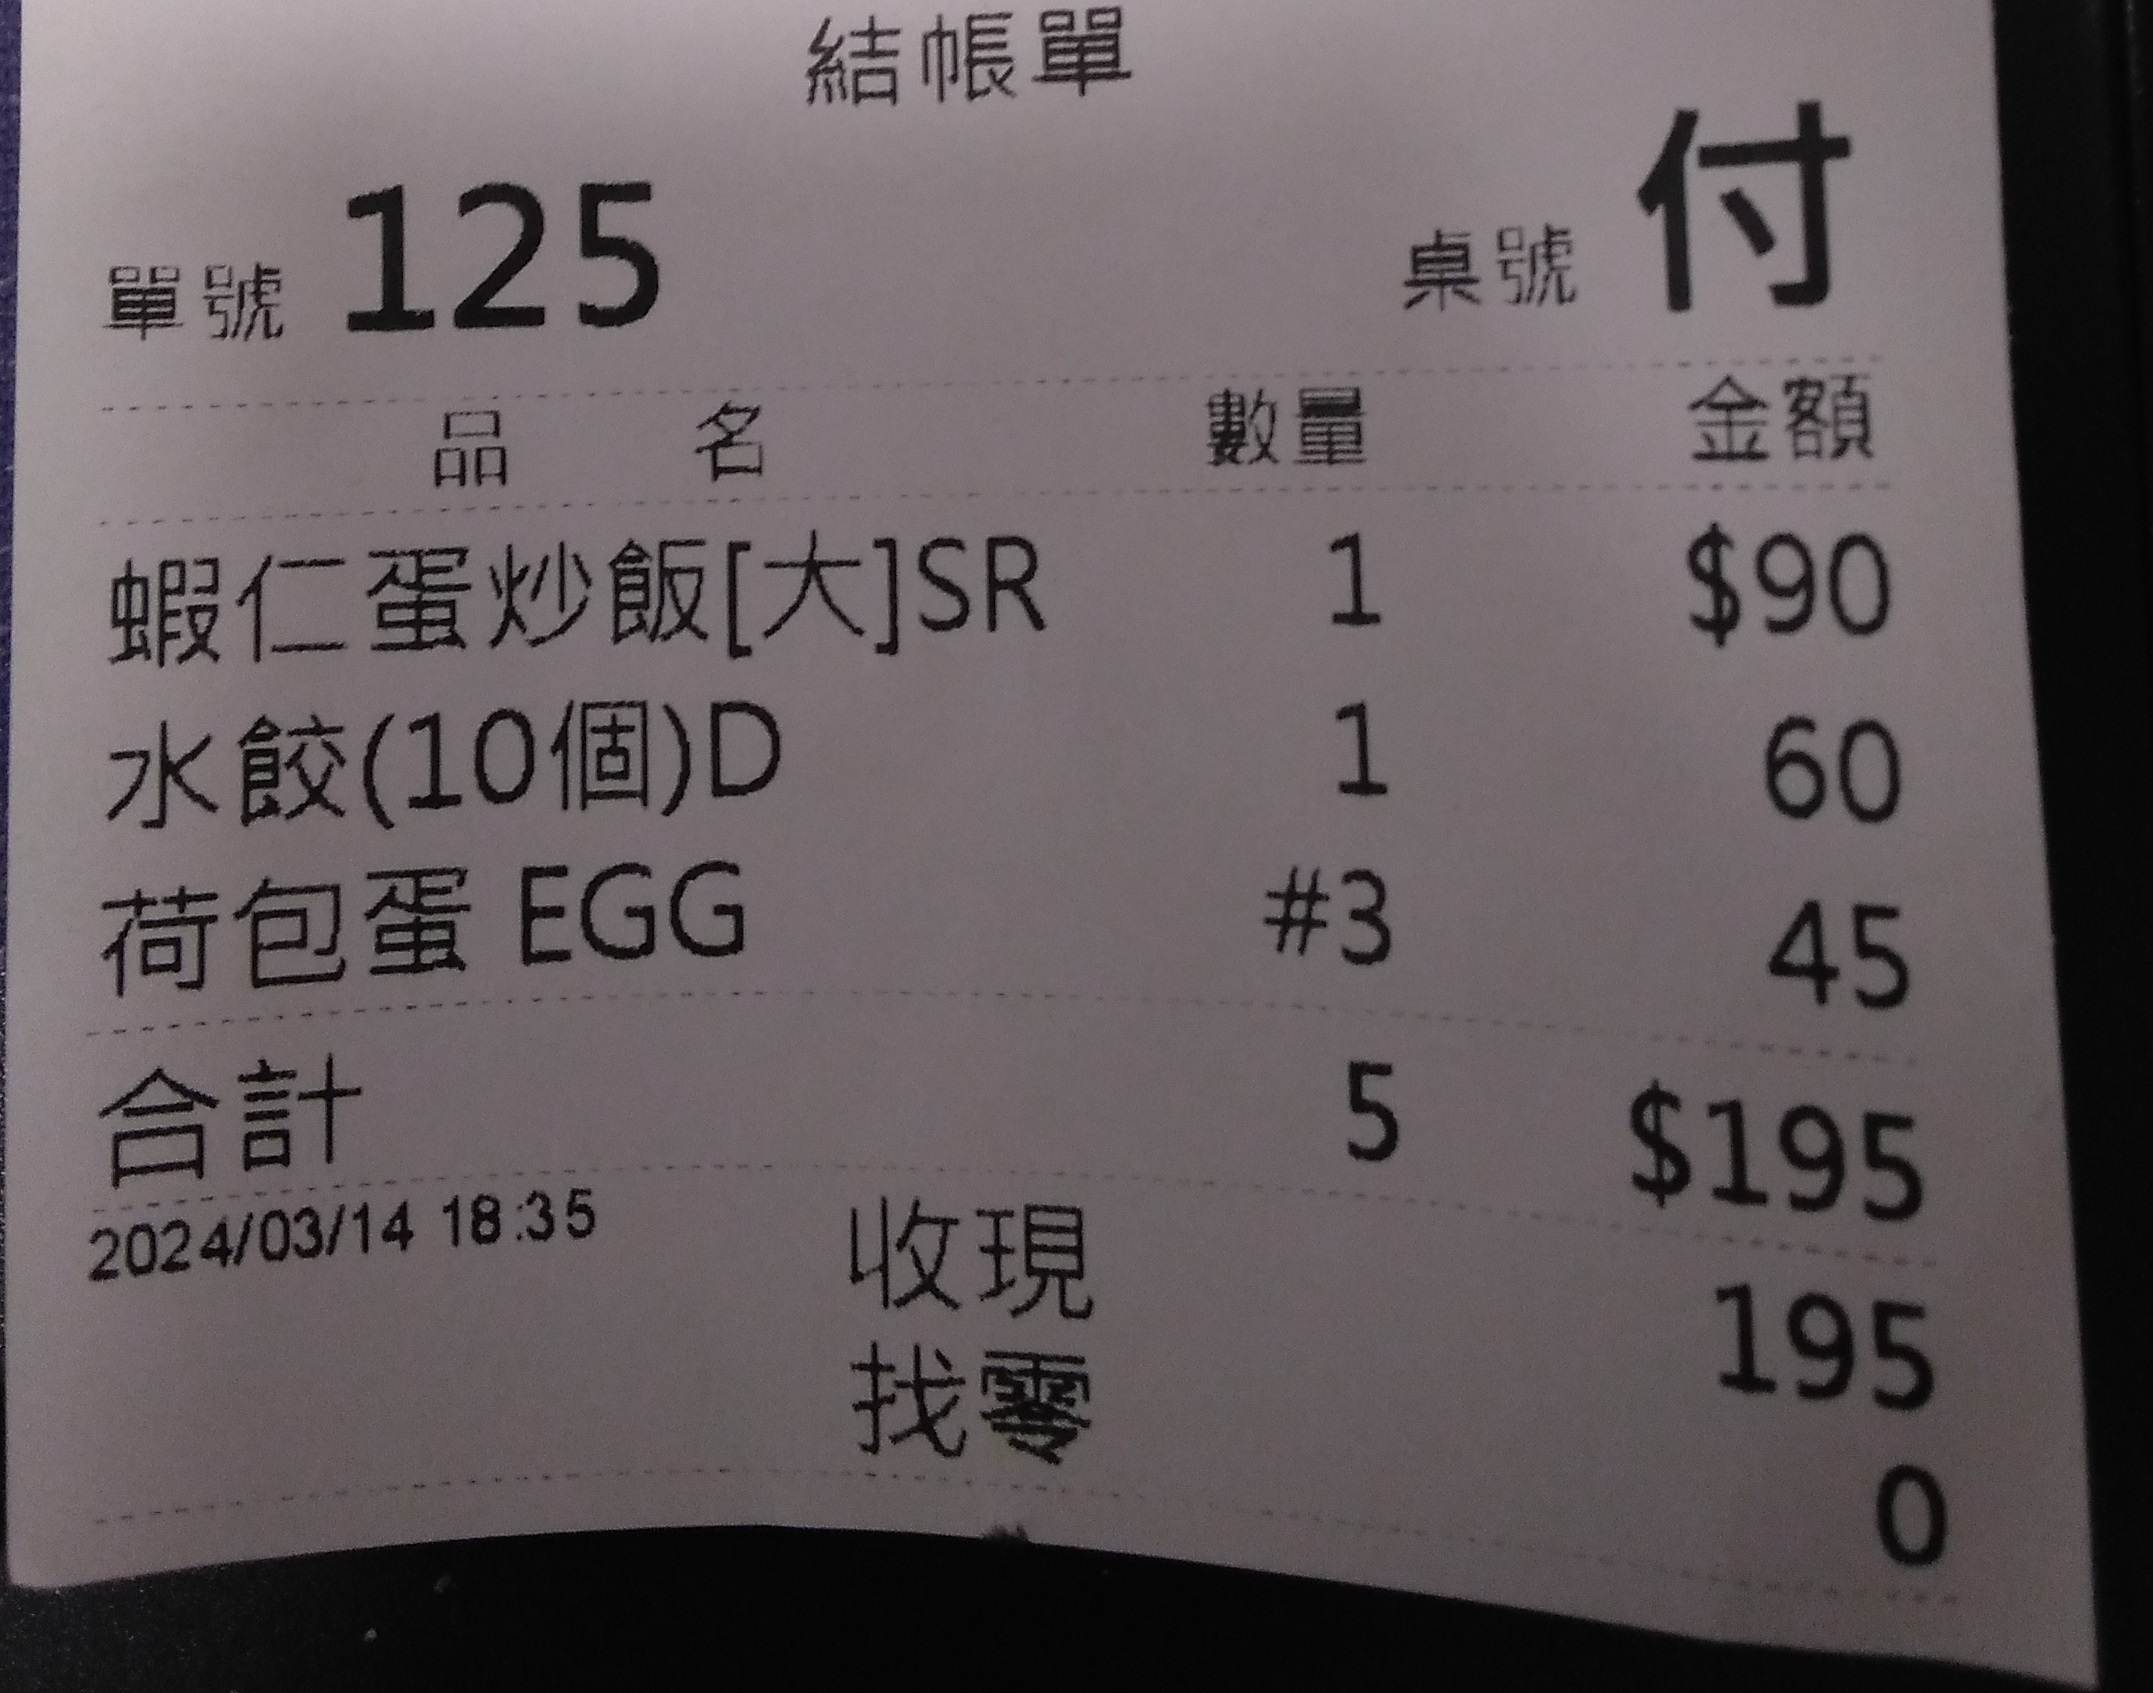 結帳單
單號 125 桌號 付
品 名 數量 金額
蝦仁蛋炒飯[大]SR 1 $90
水餃(10個)D 1 60
荷包蛋 EGG #3 45
合計 5 $195
2024/03/14 18:35 收現 195
找零 0